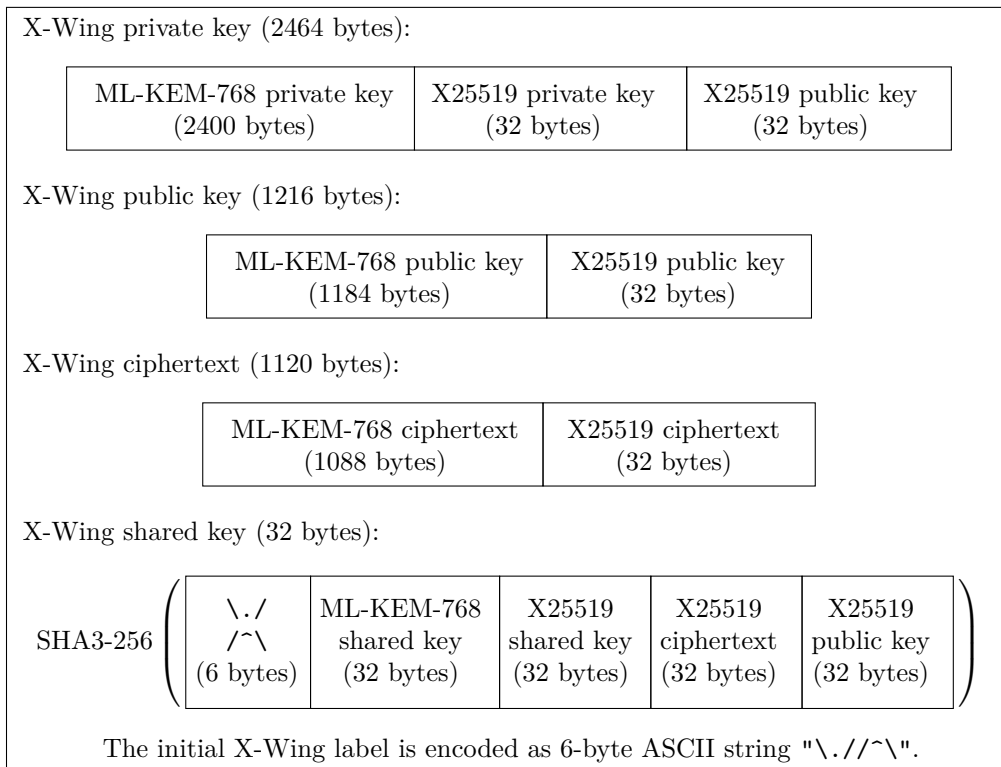 X-Wing private key (2464 bytes):
ML-KEM-768 private key
(2400 bytes)
X25519 private key
(32 bytes)
X25519 public key
(32 bytes)
X-Wing public key (1216 bytes):
ML-KEM-768 public key
(1184 bytes)
X25519 public key
(32 bytes)
X-Wing ciphertext (1120 bytes):
ML-KEM-768 ciphertext
(1088 bytes)
X25519 ciphertext
(32 bytes)
X-Wing shared key (32 bytes):
SHA3-256 (
\./
/^\
(6 bytes)
ML-KEM-768
shared key
(32 bytes)
X25519
shared key
(32 bytes)
X25519
ciphertext
(32 bytes)
X25519
public key
(32 bytes)
)
The initial X-Wing label is encoded as 6-byte ASCII string "\.//^\".